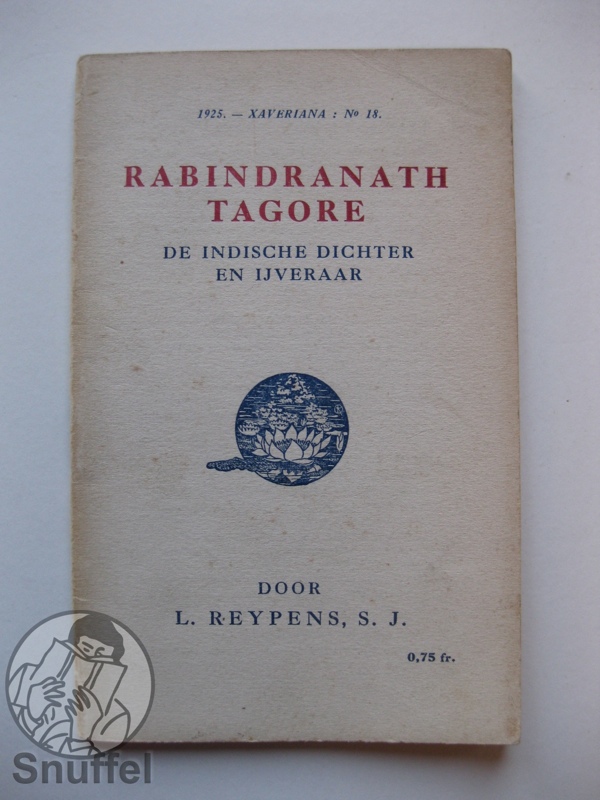 1925. — XAVERIANA : Nº 18.
RABINDRANATH
TAGORE
DE INDISCHE DICHTER
EN IJVERAAR
DOOR
L. REYPENS, S. J.
0,75 fr.
Snuffel